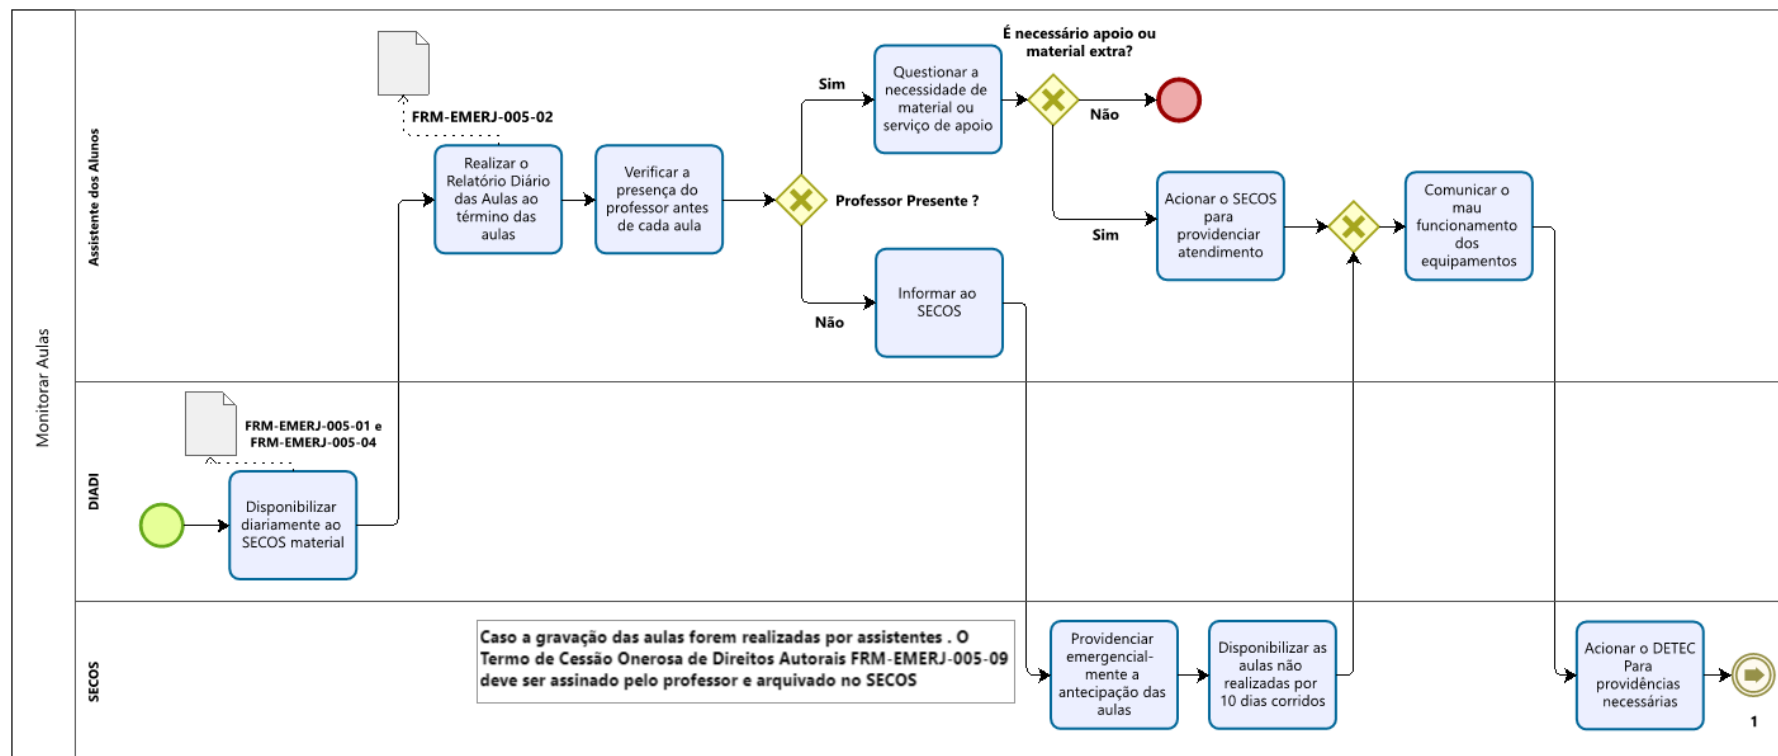 Monitorar Aulas
Assistente dos Alunos
FRM-EMERJ-005-02
Realizar o
Relatório Diário
das Aulas ao
término das
aulas
Verificar a
presença do
professor antes
de cada aula
Professor Presente ?
Sim
Questionar a
necessidade de
material ou
serviço de apoio
É necessário apoio ou
material extra?
Não
Sim
Acionar o SECOS
para
providenciar
atendimento
Comunicar o
mau
funcionamento
dos
equipamentos
Não
Informar ao
SECOS
DIADI
FRM-EMERJ-005-01 e
FRM-EMERJ-005-04
Disponibilizar
diariamente ao
SECOS material
SECOS
Caso a gravação das aulas forem realizadas por assistentes . O
Termo de Cessão Onerosa de Direitos Autorais FRM-EMERJ-005-09
deve ser assinado pelo professor e arquivado no SECOS
Providenciar
emergencial-
mente a
antecipação das
aulas
Disponibilizar as
aulas não
realizadas por
10 dias corridos
Acionar o DETEC
Para
providências
necessárias
1